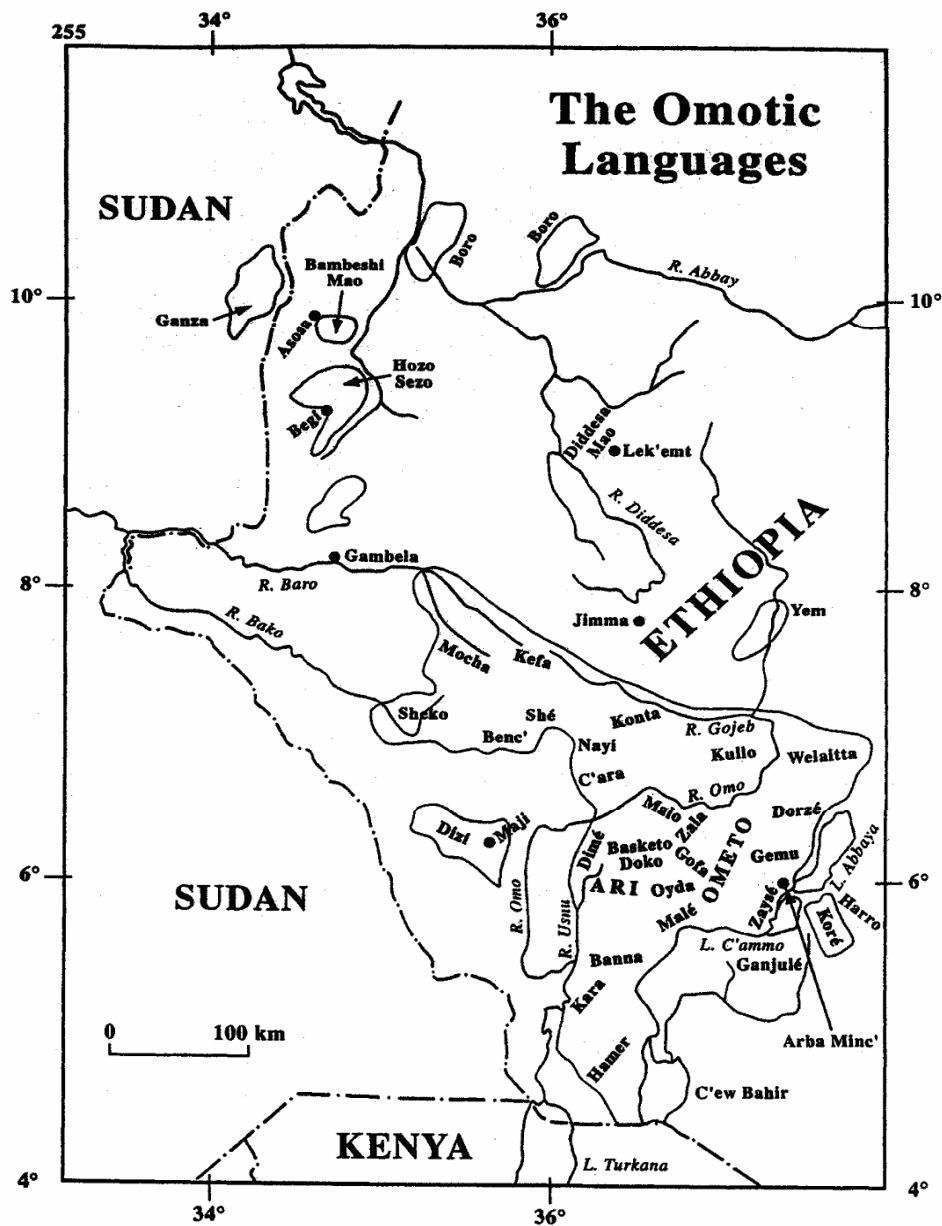 255
34°
36°
The Omotic
Languages
SUDAN
Boro
Boro
Bambeshi
Mao
R. Abbay
10°
10°
Ganza
Asosa
Hozo
Sezo
Begi
Diddesa
Mao
Lek'emt
R. Diddesa
ETHIOPIA
Gambela
R. Baro
8°
8°
R. Bako
Jimma
Yem
Mocha
Kefa
Sheko
Shé
Konta
R. Gojeb
Benc'
Nayi
Kullo
Welaitta
C'ara
R. Omo
Malo
Zala
Dorzé
Dizi
Maji
Dimé
Basketo
Doko
Gofa
OMETO
Gemu
L. Abbaya
6°
6°
SUDAN
ARI
Oyda
Zaysé
Harro
Koré
R. Omo
R. Usnu
Malé
L. C'ammo
Banna
Ganjulé
Kara
0
100 km
Arba Minc'
Hamer
C'ew Bahir
KENYA
L. Turkana
4°
4°
34°
36°